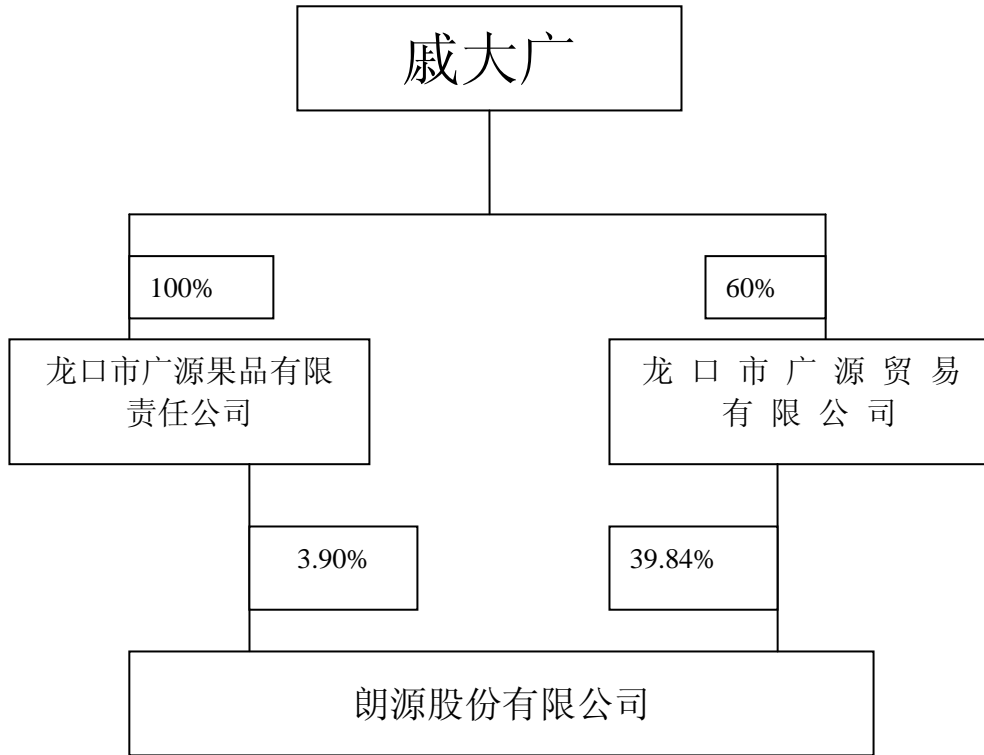 戚大广
100%
60%
龙口市广源果品有限
责任公司
龙口市广源贸易
有限公司
3.90%
39.84%
朗源股份有限公司